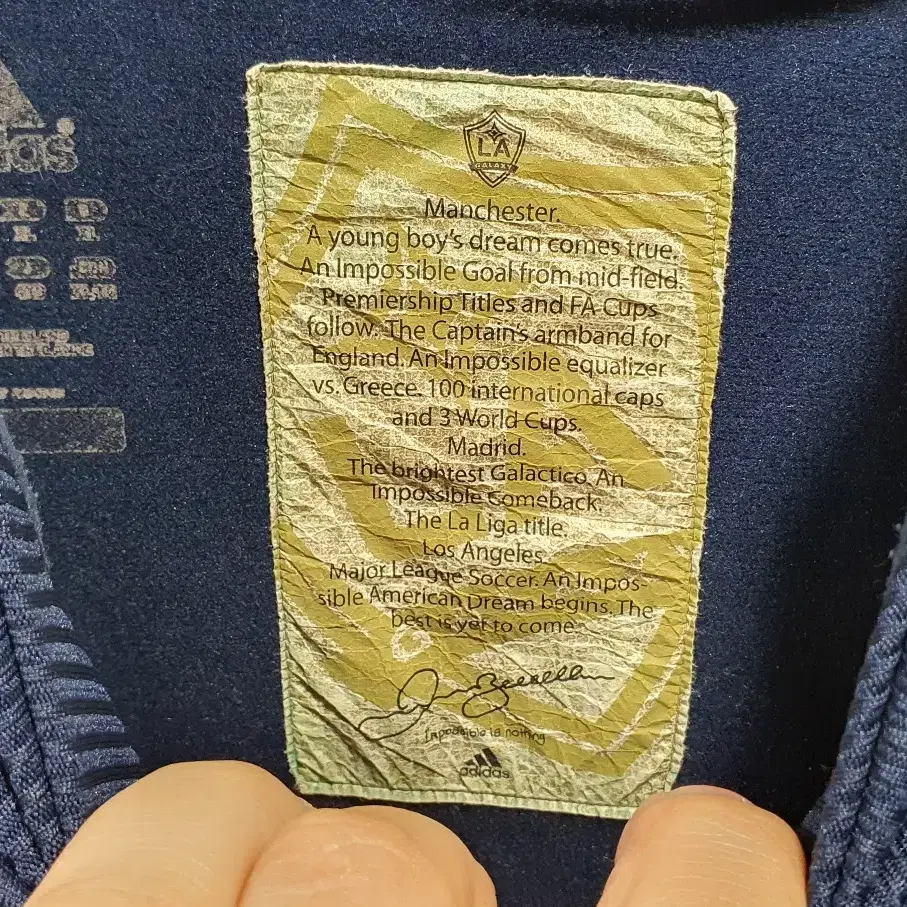 LA
GALAXY
Manchester.
A young boy's dream comes true.
An Impossible Goal from mid-field.
Premiership Titles and FA Cups
follow. The Captain's armband for
England. An Impossible equalizer
vs. Greece. 100 international caps
and 3 World Cups.
Madrid.
The brightest Galactico. An
Impossible Comeback.
The La Liga title.
Los Angeles.
Major League Soccer. An Impos-
sible American Dream begins. The
best is yet to come.
Impossible is nothing
adidas